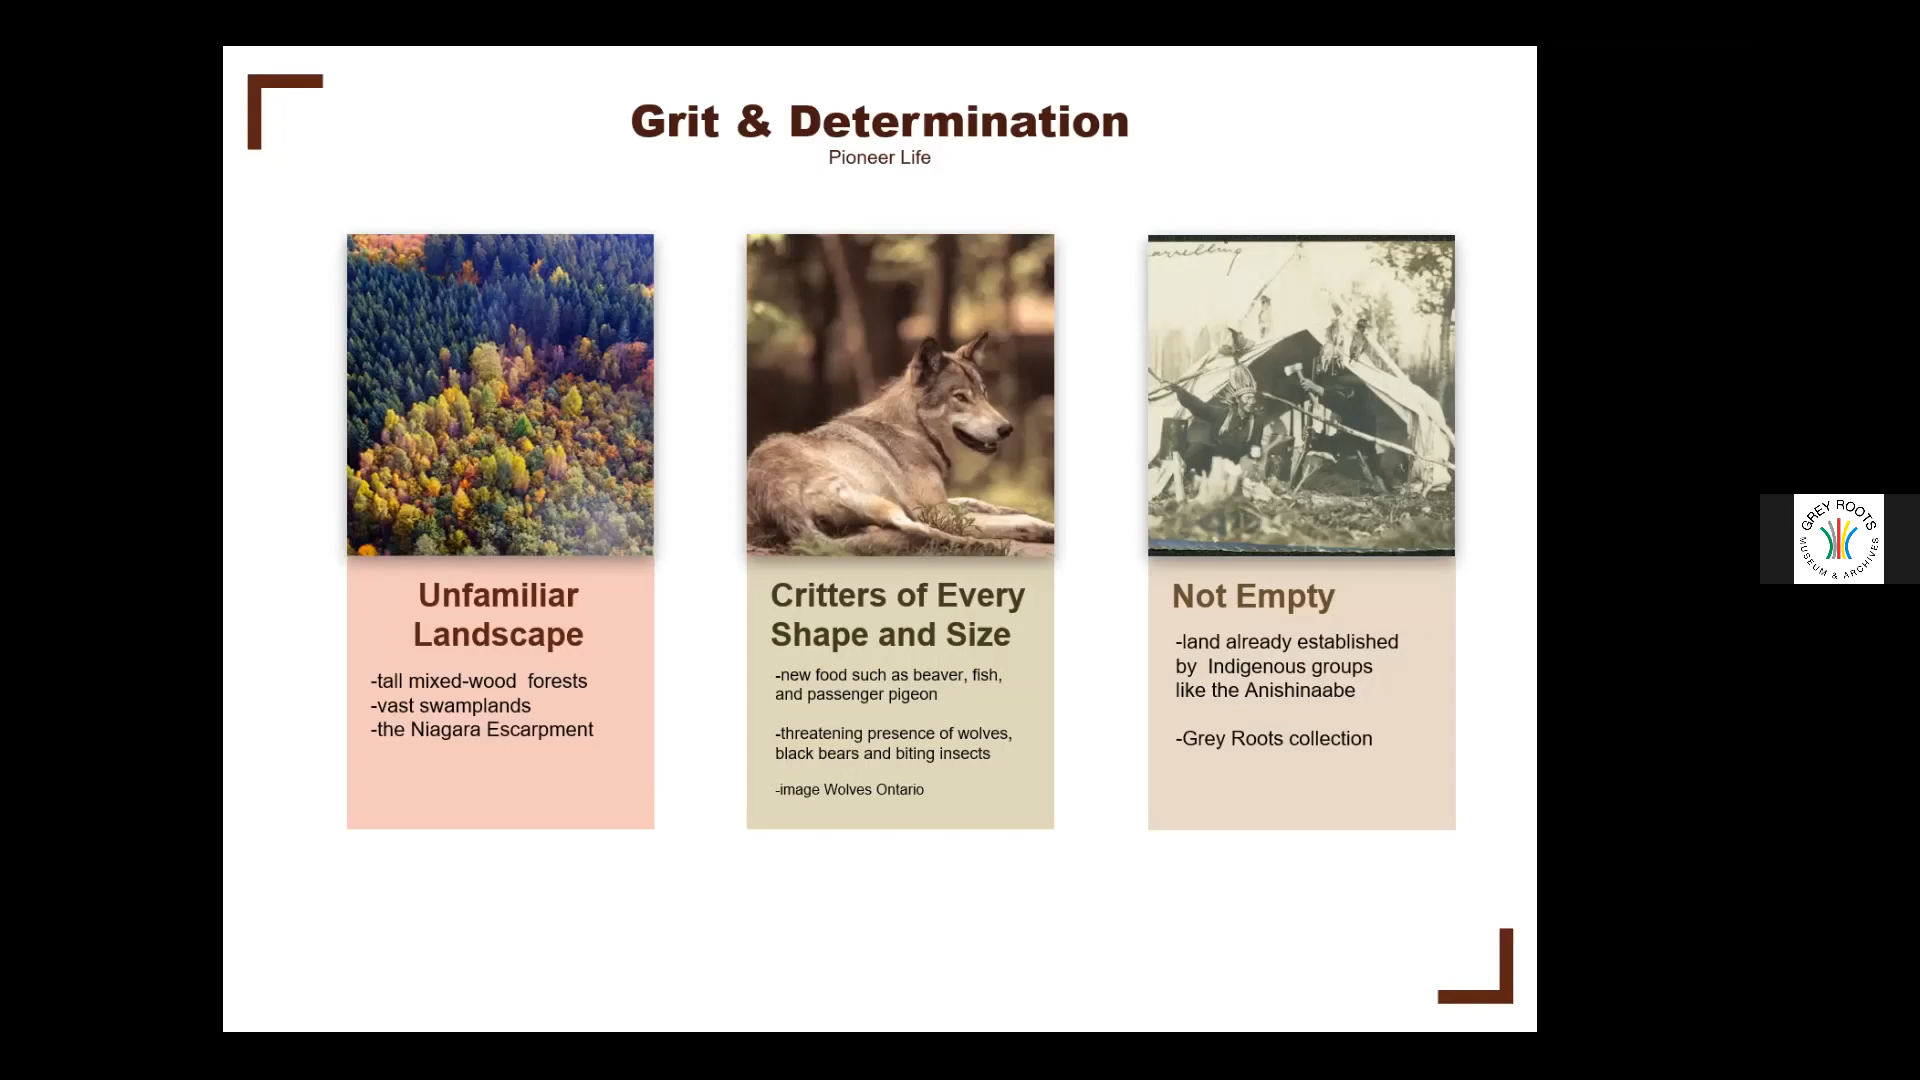 Grit & Determination
Pioneer Life
arrelling
Unfamiliar
Landscape
-tall mixed-wood  forests
-vast swamplands
-the Niagara Escarpment
Critters of Every
Shape and Size
-new food such as beaver, fish,
and passenger pigeon
-threatening presence of wolves,
black bears and biting insects
-image Wolves Ontario
Not Empty
-land already established
by  Indigenous groups
like the Anishinaabe
-Grey Roots collection
GREY ROOTS
MUSEUM & ARCHIVES